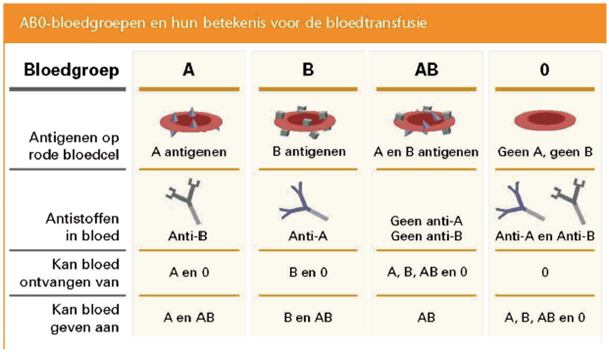 AB0-bloedgroepen en hun betekenis voor de bloedtransfusie
Bloedgroep A B AB 0
Antigenen op
rode bloedcel
A antigenen B antigenen A en B antigenen Geen A, geen B
Antistoffen
in bloed
Anti-B Anti-A Geen anti-A
Geen anti-B
Anti-A en Anti-B
Kan bloed
ontvangen van
A en 0 B en 0 A, B, AB en 0 0
Kan bloed
geven aan
A en AB B en AB AB A, B, AB en 0